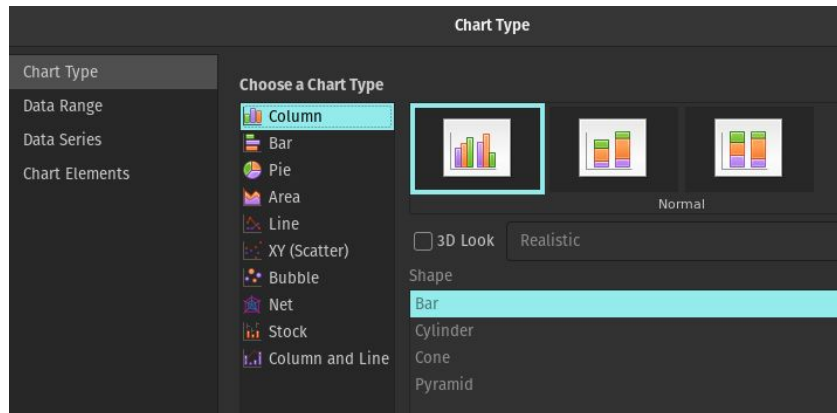 Chart Type
Chart Type
Data Range
Data Series
Chart Elements
Choose a Chart Type
Column
Bar
Pie
Area
Line
XY (Scatter)
Bubble
Net
Stock
Column and Line
Normal
3D Look
Realistic
Shape
Bar
Cylinder
Cone
Pyramid